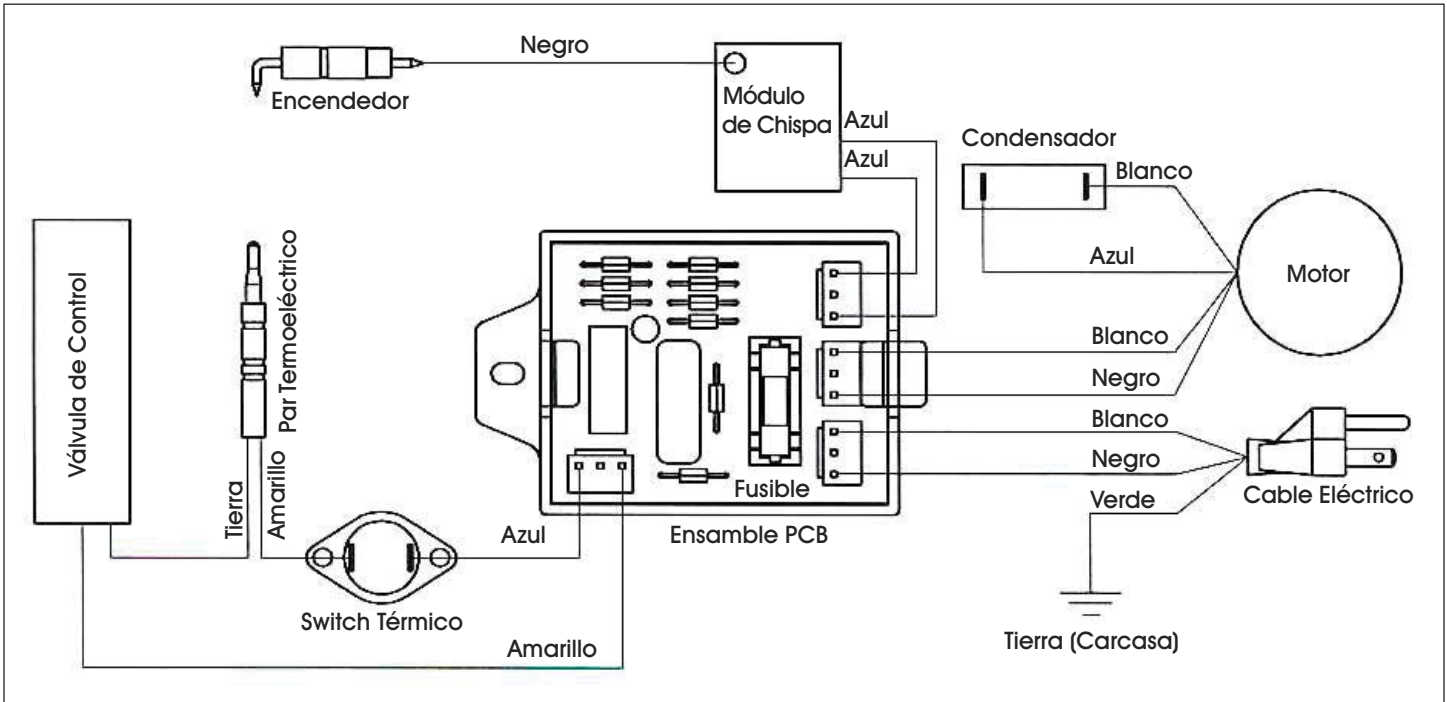 Negro
Encendedor
Módulo
de Chispa
Azul
Azul
Condensador
Blanco
Azul
Motor
Blanco
Negro
Blanco
Negro
Verde
Cable Eléctrico
Tierra (Carcasa)
Válvula de Control
Par Termoeléctrico
Tierra
Amarillo
Fusible
Ensamble PCB
Azul
Switch Térmico
Amarillo